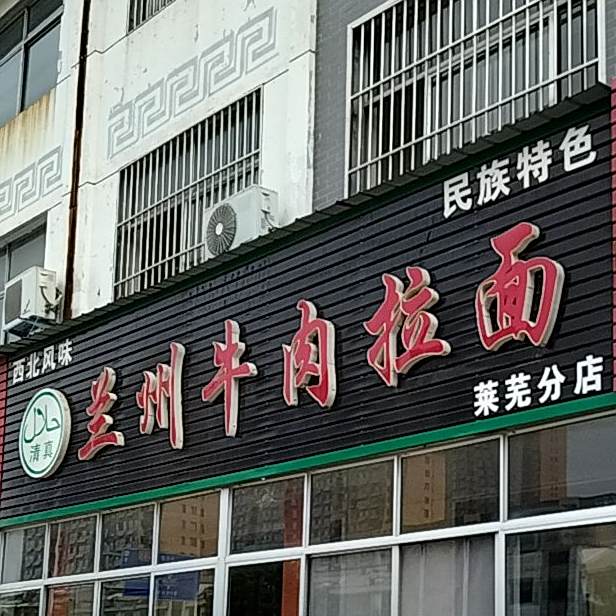 民族特色
西北风味
兰州牛肉拉面
حلال
清真
莱芜分店